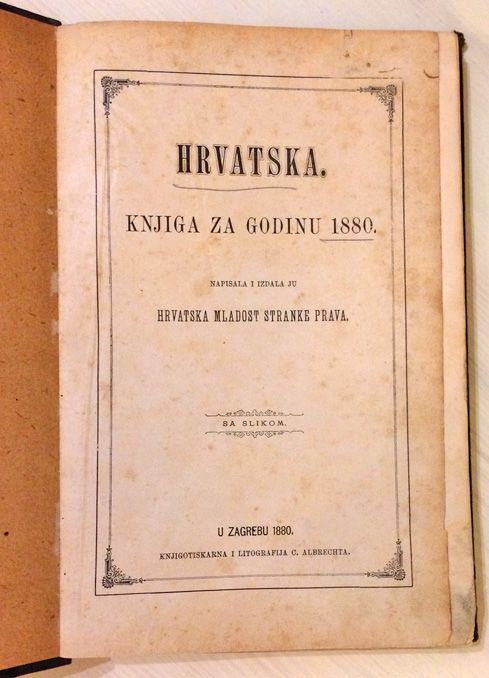 HRVATSKA.
KNJIGA ZA GODINU 1880.
NAPISALA I IZDALA JU
HRVATSKA MLADOST STRANKE PRAVA.
SA SLIKOM.
U ZAGREBU 1880.
KNJIGOTISKARNA I LITOGRAFIJA C. ALBRECHTA.